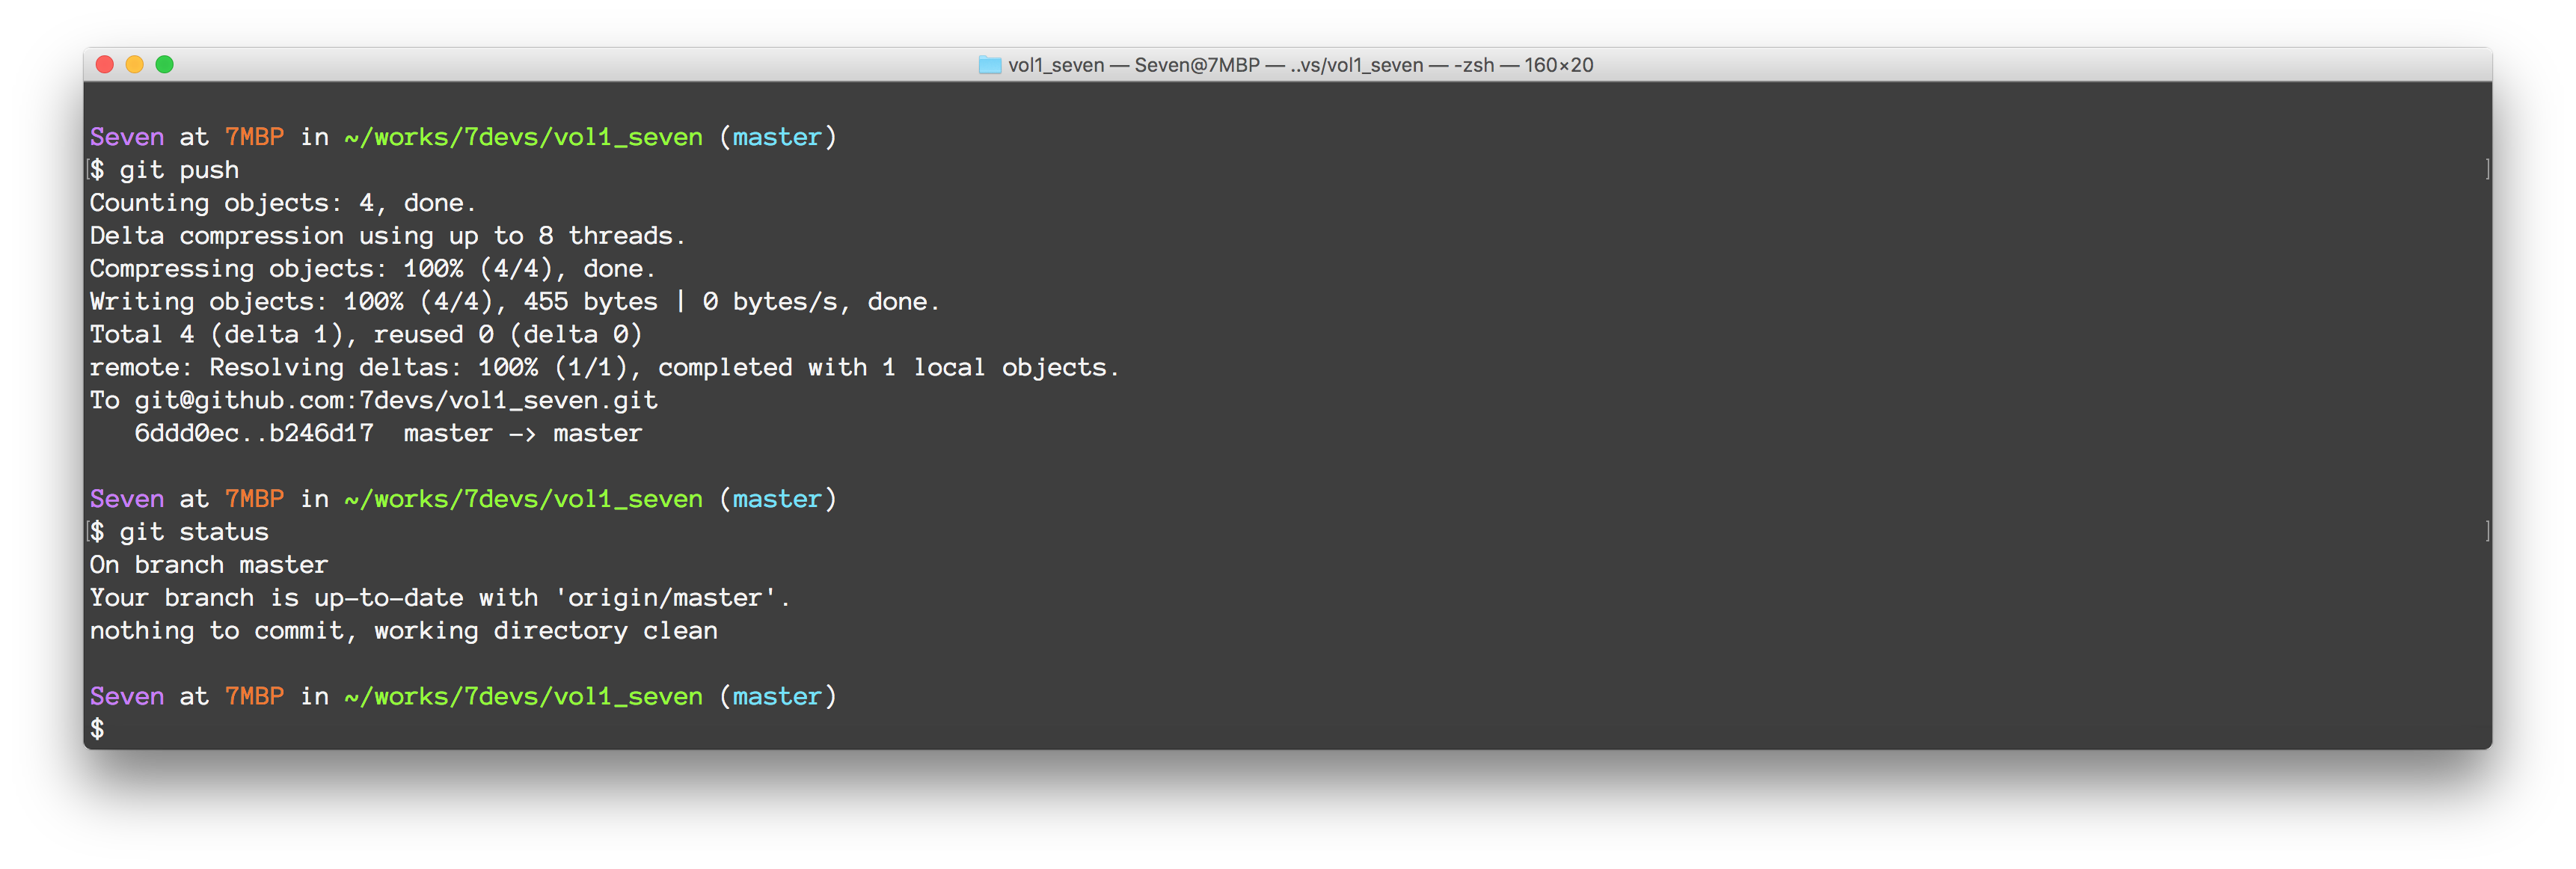 vol1_seven — Seven@7MBP — ..vs/vol1_seven — -zsh — 160×20
Seven at 7MBP in ~/works/7devs/vol1_seven (master)
[$ git push ]
Counting objects: 4, done.
Delta compression using up to 8 threads.
Compressing objects: 100% (4/4), done.
Writing objects: 100% (4/4), 455 bytes | 0 bytes/s, done.
Total 4 (delta 1), reused 0 (delta 0)
remote: Resolving deltas: 100% (1/1), completed with 1 local objects.
To git@github.com:7devs/vol1_seven.git
   6ddd0ec..b246d17  master -> master
Seven at 7MBP in ~/works/7devs/vol1_seven (master)
[$ git status ]
On branch master
Your branch is up-to-date with 'origin/master'.
nothing to commit, working directory clean
Seven at 7MBP in ~/works/7devs/vol1_seven (master)
$